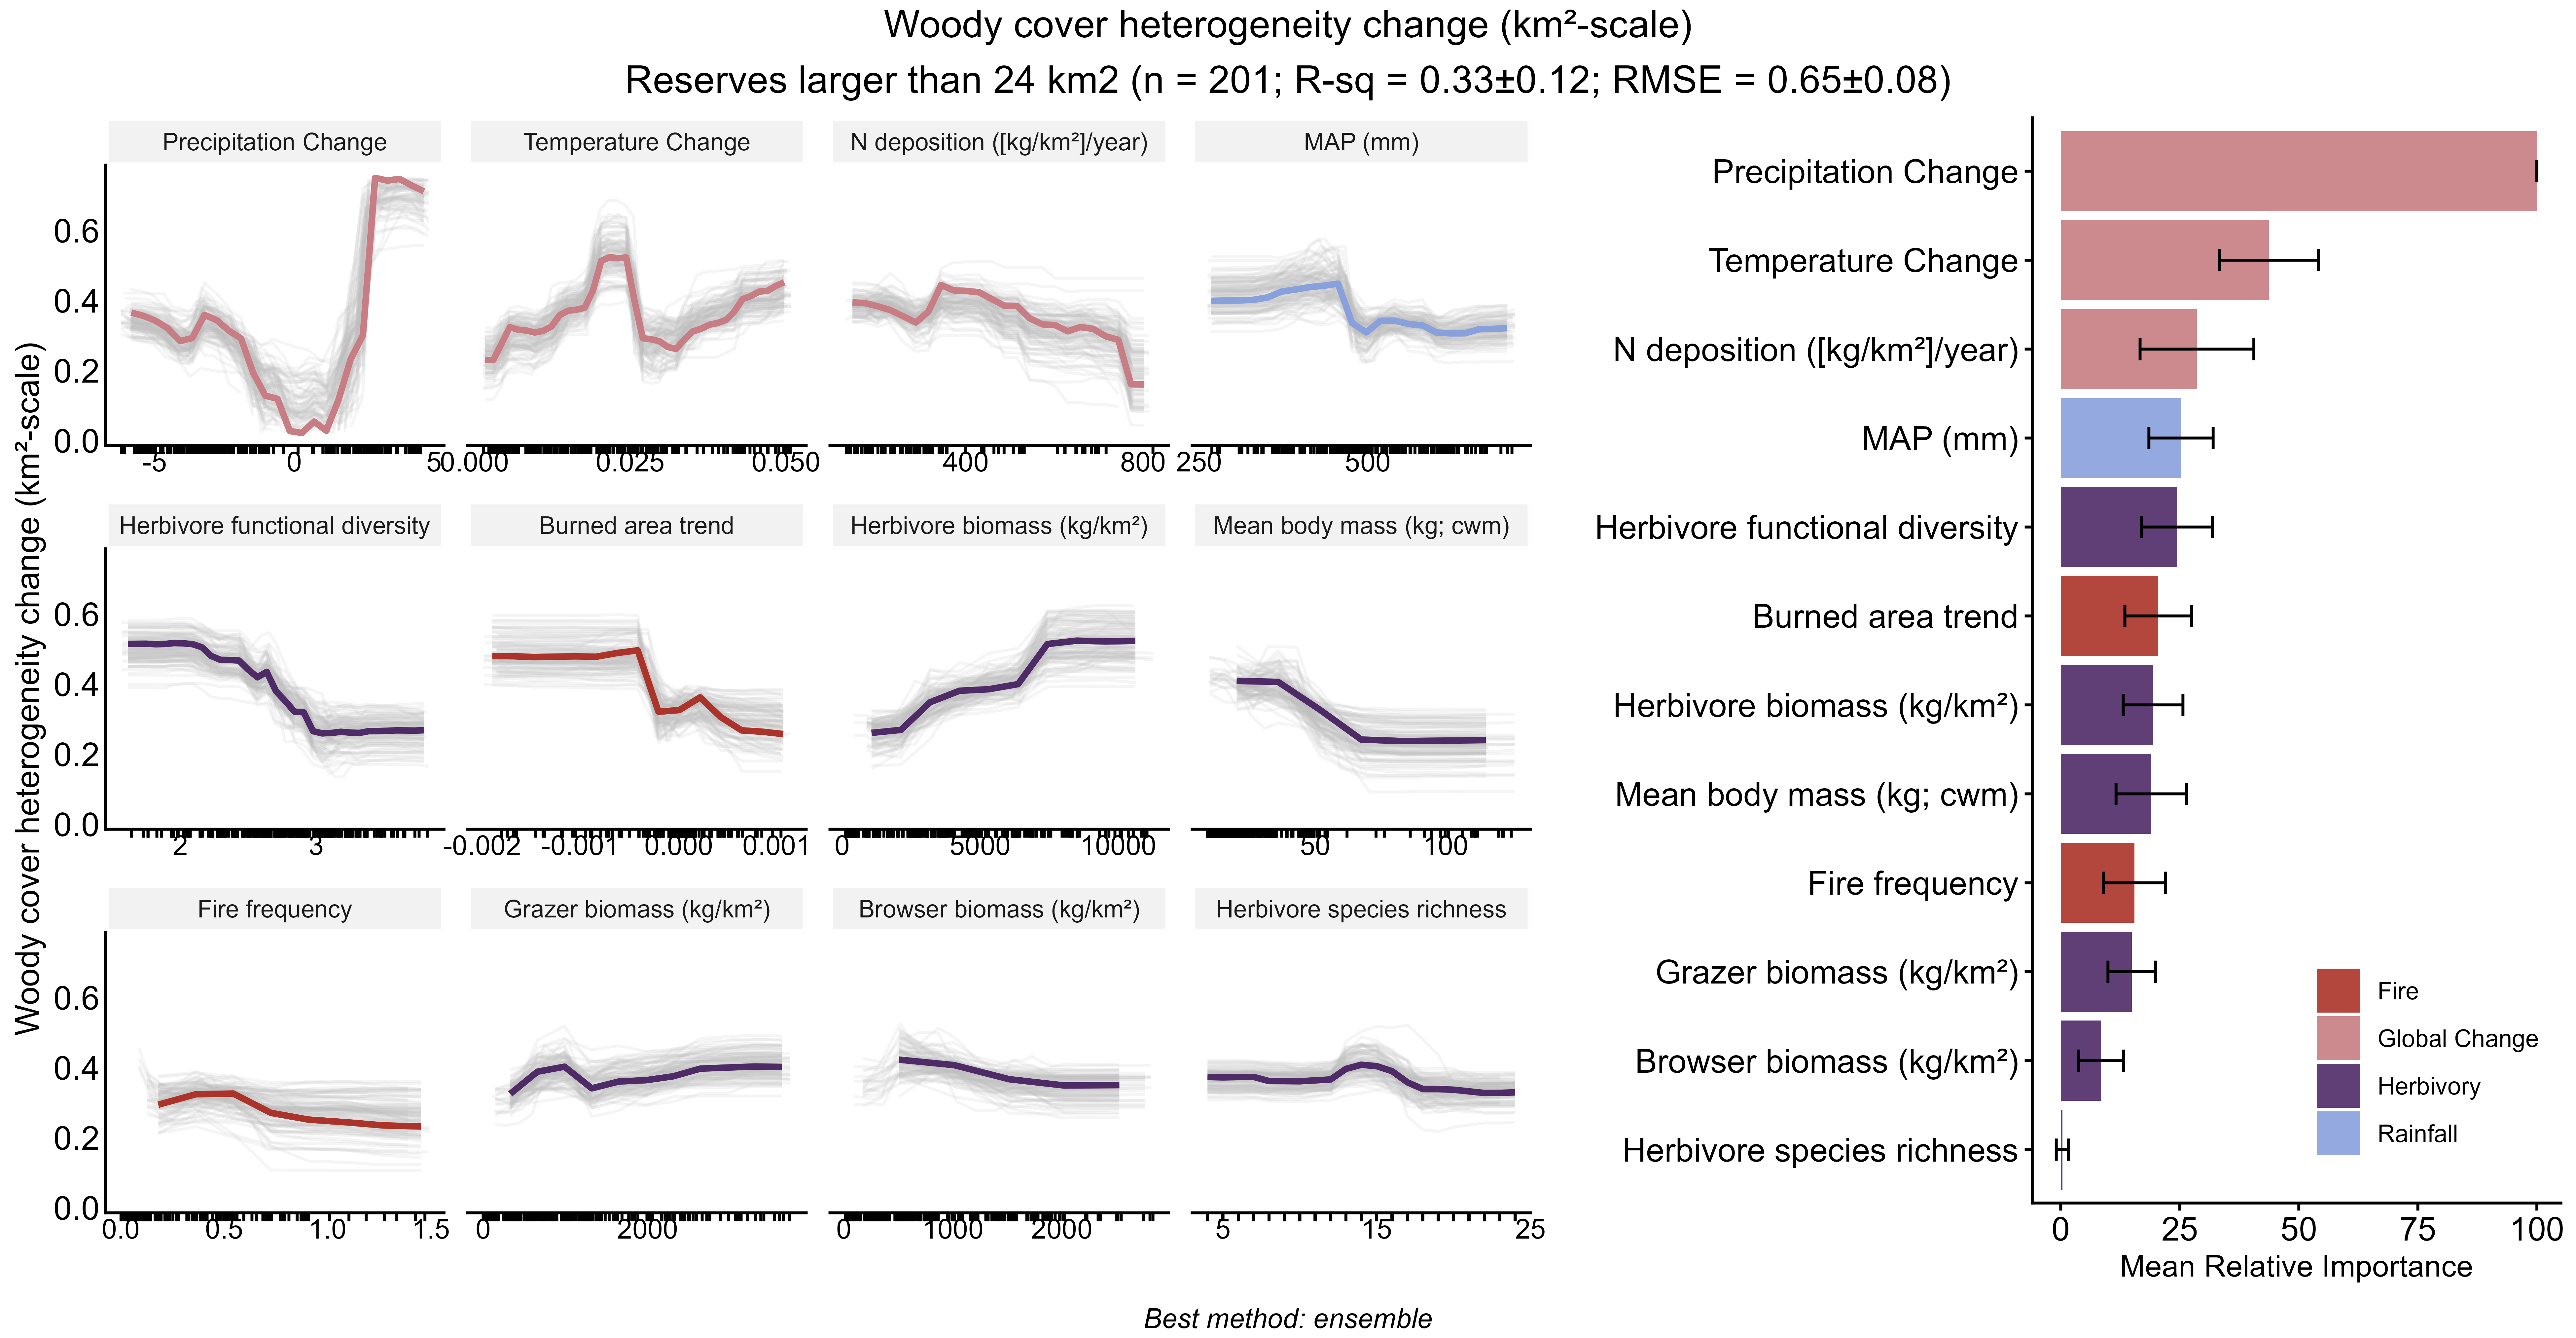 Woody cover heterogeneity change (km²-scale)
Reserves larger than 24 km2 (n = 201; R-sq = 0.33±0.12; RMSE = 0.65±0.08)
Woody cover heterogeneity change (km²-scale)
Precipitation Change
Temperature Change
N deposition ([kg/km²]/year)
MAP (mm)
0.6
0.4
0.2
0.0
-5 0 5
0.000 0.025 0.050
400 800
250 500
Herbivore functional diversity
Burned area trend
Herbivore biomass (kg/km²)
Mean body mass (kg; cwm)
0.6
0.4
0.2
0.0
2 3
-0.002 -0.001 0.000 0.001
0 5000 10000
50 100
Fire frequency
Grazer biomass (kg/km²)
Browser biomass (kg/km²)
Herbivore species richness
0.6
0.4
0.2
0.0
0.0 0.5 1.0 1.5
0 2000
0 1000 2000
5 15 25
Precipitation Change
Temperature Change
N deposition ([kg/km²]/year)
MAP (mm)
Herbivore functional diversity
Burned area trend
Herbivore biomass (kg/km²)
Mean body mass (kg; cwm)
Fire frequency
Grazer biomass (kg/km²)
Browser biomass (kg/km²)
Herbivore species richness
0 25 50 75 100
Mean Relative Importance
Fire
Global Change
Herbivory
Rainfall
Best method: ensemble